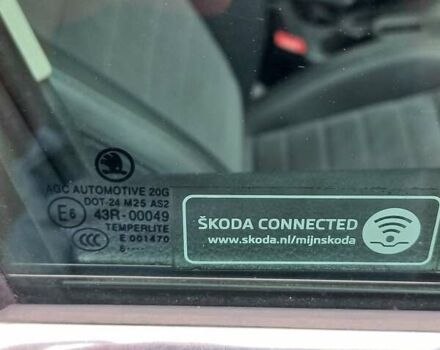 AGC AUTOMOTIVE 20G
DOT-24 M25 AS2
E6 43R-00049
TEMPERLITE
CCC E 001470
6·····
ŠKODA CONNECTED
www.skoda.nl/mijnskoda